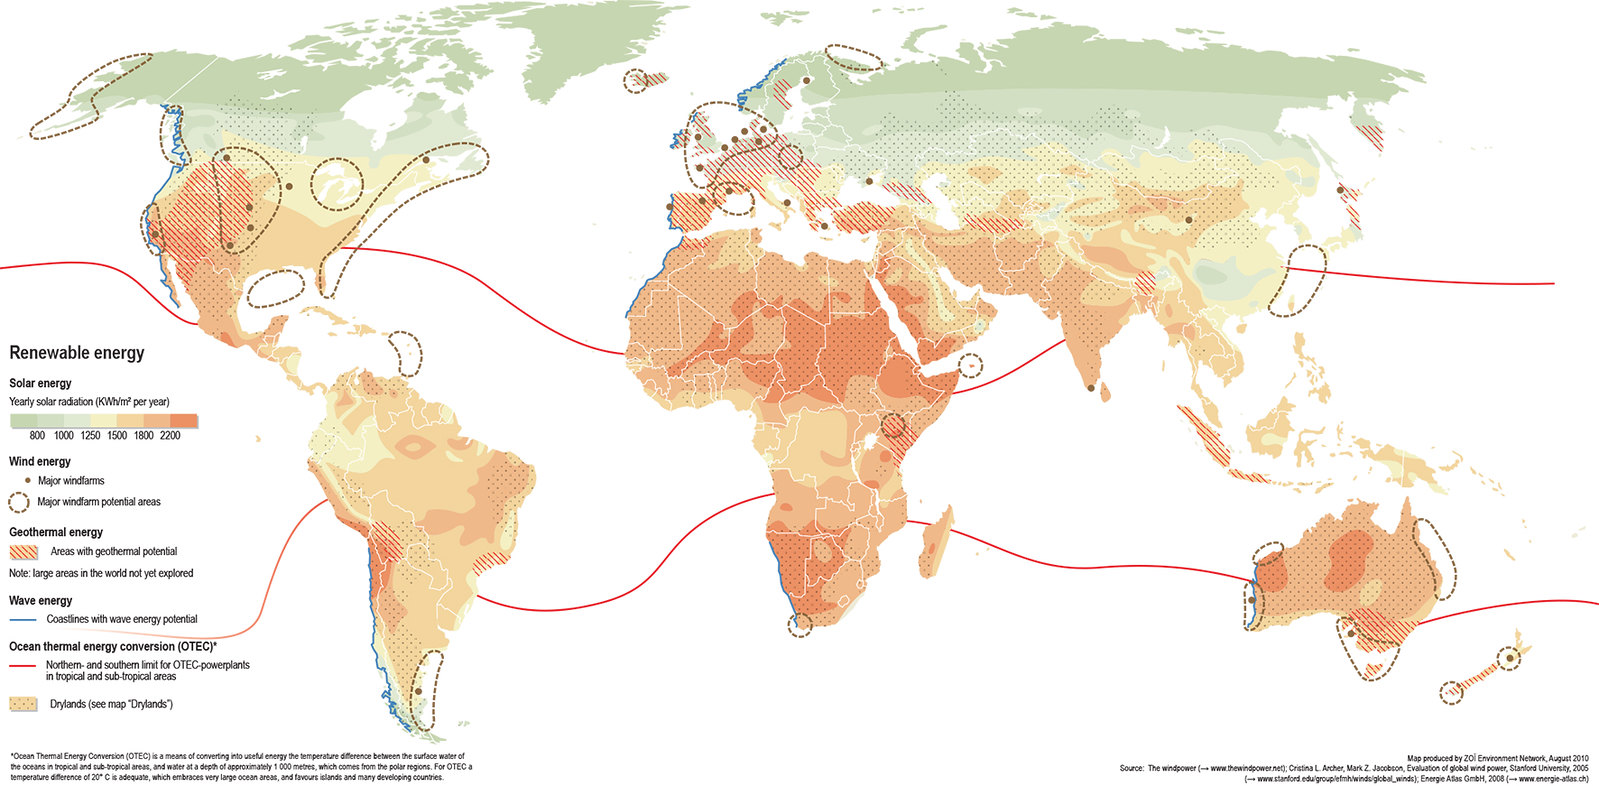 Renewable energy
Solar energy
Yearly solar radiation (KWh/m² per year)
800 1000 1250 1500 1800 2200
Wind energy
Major windfarms
Major windfarm potential areas
Geothermal energy
Areas with geothermal potential
Note: large areas in the world not yet explored
Wave energy
Coastlines with wave energy potential
Ocean thermal energy conversion (OTEC)*
Northern- and southern limit for OTEC-powerplants
in tropical and sub-tropical areas
Drylands (see map “Drylands”)
*Ocean Thermal Energy Conversion (OTEC) is a means of converting into useful energy the temperature difference between the surface water of
the oceans in tropical and sub-tropical areas, and water at a depth of approximately 1 000 metres, which comes from the polar regions. For OTEC a
temperature difference of 20° C is adequate, which embraces very large ocean areas, and favours islands and many developing countries.
Map produced by ZOÏ Environment Network, August 2010
Source: The windpower (→ www.thewindpower.net); Cristina L. Archer, Mark Z. Jacobson, Evaluation of global wind power, Stanford University, 2005
(→ www.stanford.edu/group/efmh/winds/global_winds); Energie Atlas GmbH, 2008 (→ www.energie-atlas.ch)